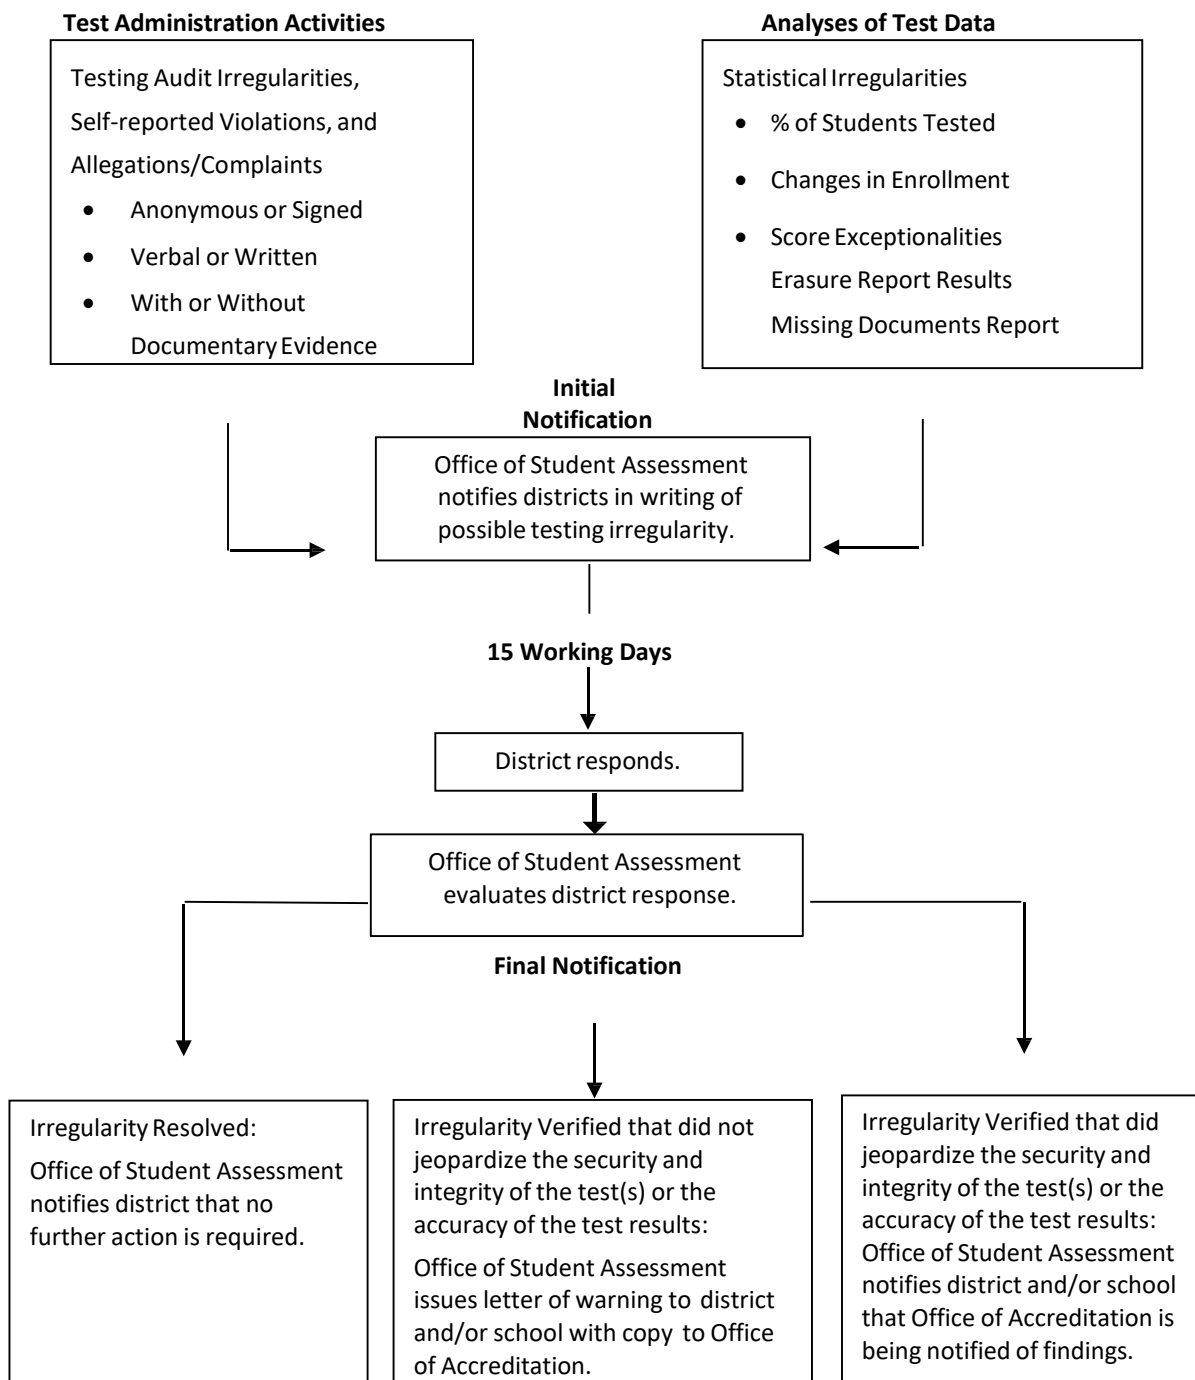 Test Administration Activities
Testing Audit Irregularities,
Self-reported Violations, and
Allegations/Complaints
• Anonymous or Signed
• Verbal or Written
• With or Without
Documentary Evidence
Analyses of Test Data
Statistical Irregularities
• % of Students Tested
• Changes in Enrollment
• Score Exceptionalities
Erasure Report Results
Missing Documents Report
Initial
Notification
Office of Student Assessment
notifies districts in writing of
possible testing irregularity.
15 Working Days
District responds.
Office of Student Assessment
evaluates district response.
Final Notification
Irregularity Resolved:
Office of Student Assessment
notifies district that no
further action is required.
Irregularity Verified that did not
jeopardize the security and
integrity of the test(s) or the
accuracy of the test results:
Office of Student Assessment
issues letter of warning to district
and/or school with copy to Office
of Accreditation.
Irregularity Verified that did
jeopardize the security and
integrity of the test(s) or the
accuracy of the test results:
Office of Student Assessment
notifies district and/or school
that Office of Accreditation is
being notified of findings.